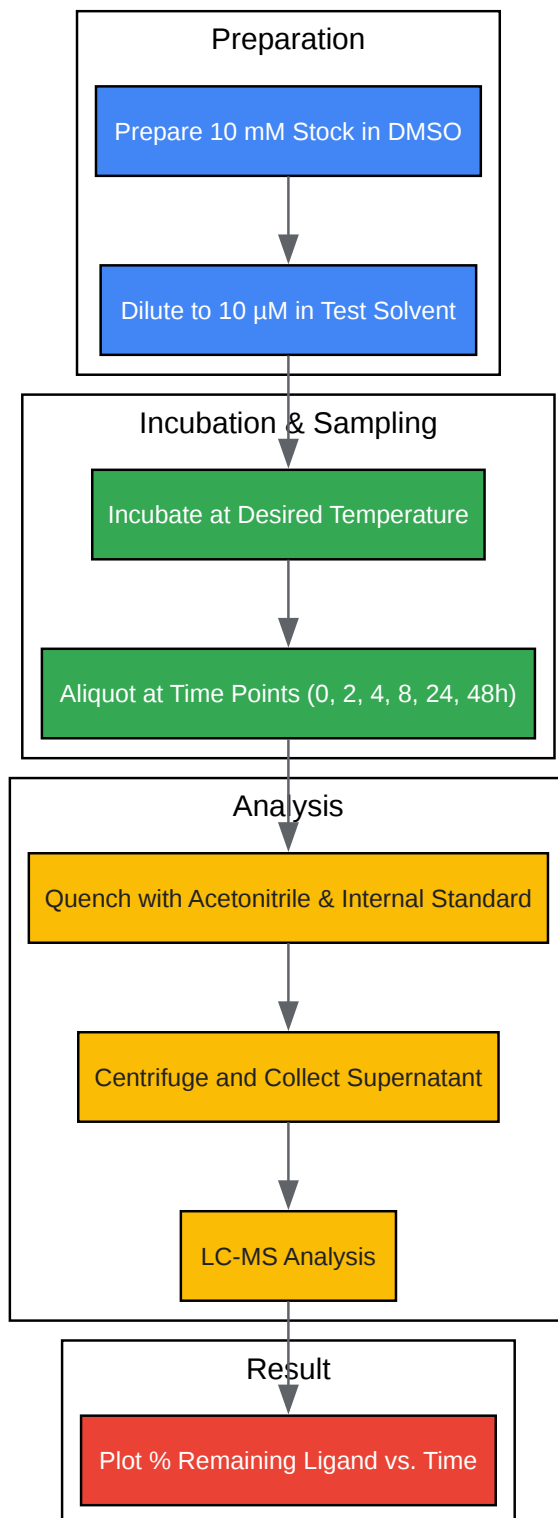 Preparation
Prepare 10 mM Stock in DMSO
Dilute to 10 µM in Test Solvent
Incubation & Sampling
Incubate at Desired Temperature
Aliquot at Time Points (0, 2, 4, 8, 24, 48h)
Analysis
Quench with Acetonitrile & Internal Standard
Centrifuge and Collect Supernatant
LC-MS Analysis
Result
Plot % Remaining Ligand vs. Time